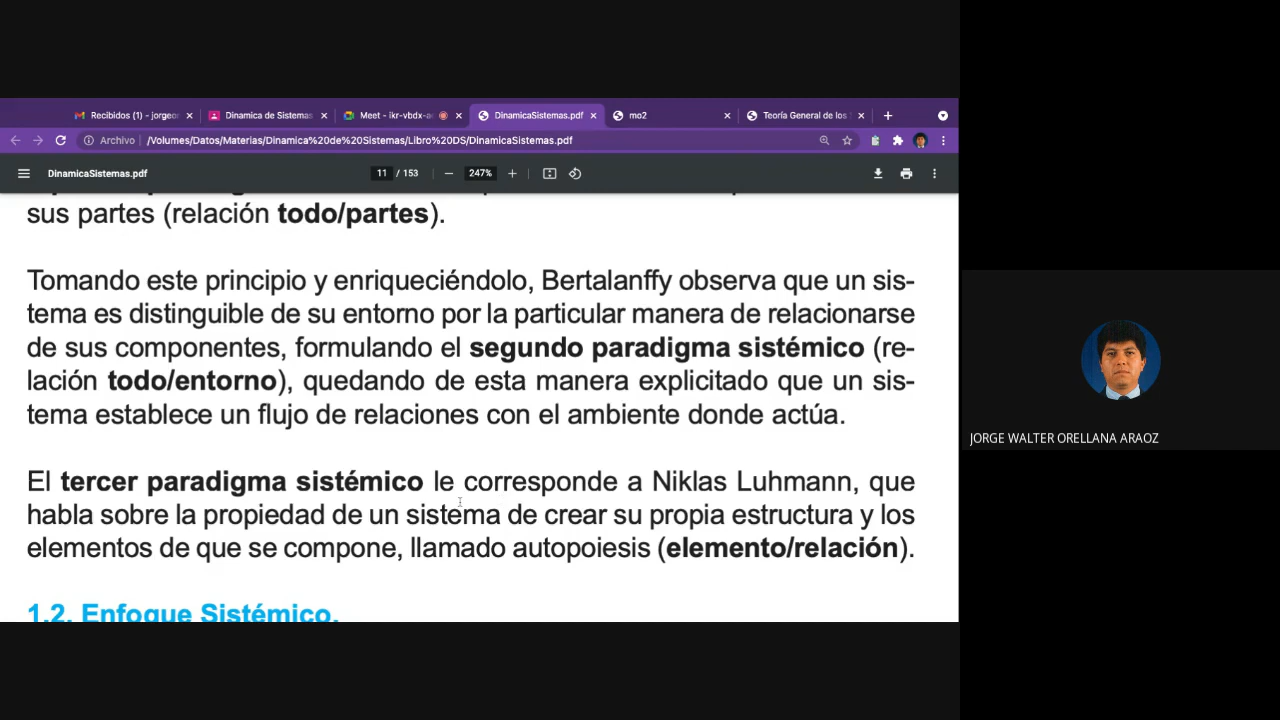 Recibidos (1) - jorgeor
Dinamica de Sistemas
Meet - ikr-vbdx-ac
DinamicaSistemas.pdf
mo2
Teoría General de los
Archivo
/Volumes/Datos/Materias/Dinamica%20de%20Sistemas/Libro%20DS/DinamicaSistemas.pdf
DinamicaSistemas.pdf
11 / 153
247%
sus partes (relación todo/partes).
Tomando este principio y enriqueciéndolo, Bertalanffy observa que un sis-
tema es distinguible de su entorno por la particular manera de relacionarse
de sus componentes, formulando el segundo paradigma sistémico (re-
lación todo/entorno), quedando de esta manera explicitado que un sis-
tema establece un flujo de relaciones con el ambiente donde actúa.
El tercer paradigma sistémico le corresponde a Niklas Luhmann, que
habla sobre la propiedad de un sistema de crear su propia estructura y los
elementos de que se compone, llamado autopoiesis (elemento/relación).
1.2. Enfoque Sistémico.
JORGE WALTER ORELLANA ARAOZ